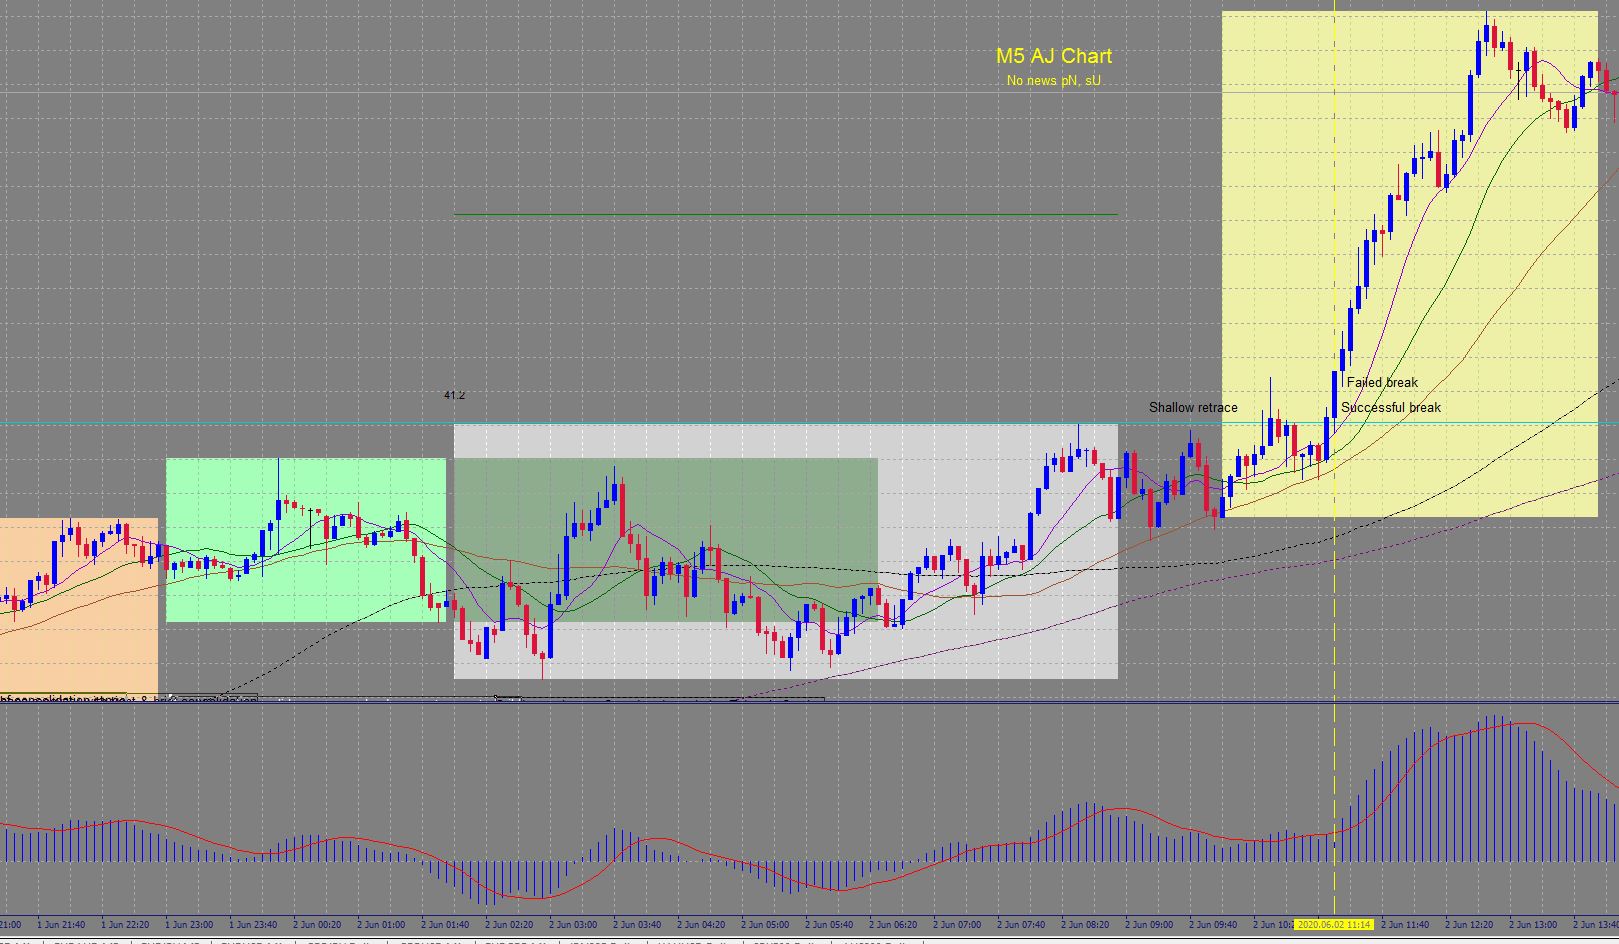 M5 AJ Chart
No news pN, sU
41.2
Failed break
Shallow retrace
Successful break
21:00 1 Jun 21:40 1 Jun 22:20 1 Jun 23:00 1 Jun 23:40 2 Jun 00:20 2 Jun 01:00 2 Jun 01:40 2 Jun 02:20 2 Jun 03:00 2 Jun 03:40 2 Jun 04:20 2 Jun 05:00 2 Jun 05:40 2 Jun 06:20 2 Jun 07:00 2 Jun 07:40 2 Jun 08:20 2 Jun 09:00 2 Jun 09:40 2 Jun 10: 2020.06.02 11:14 2 Jun 11:40 2 Jun 12:20 2 Jun 13:00 2 Jun 13:40